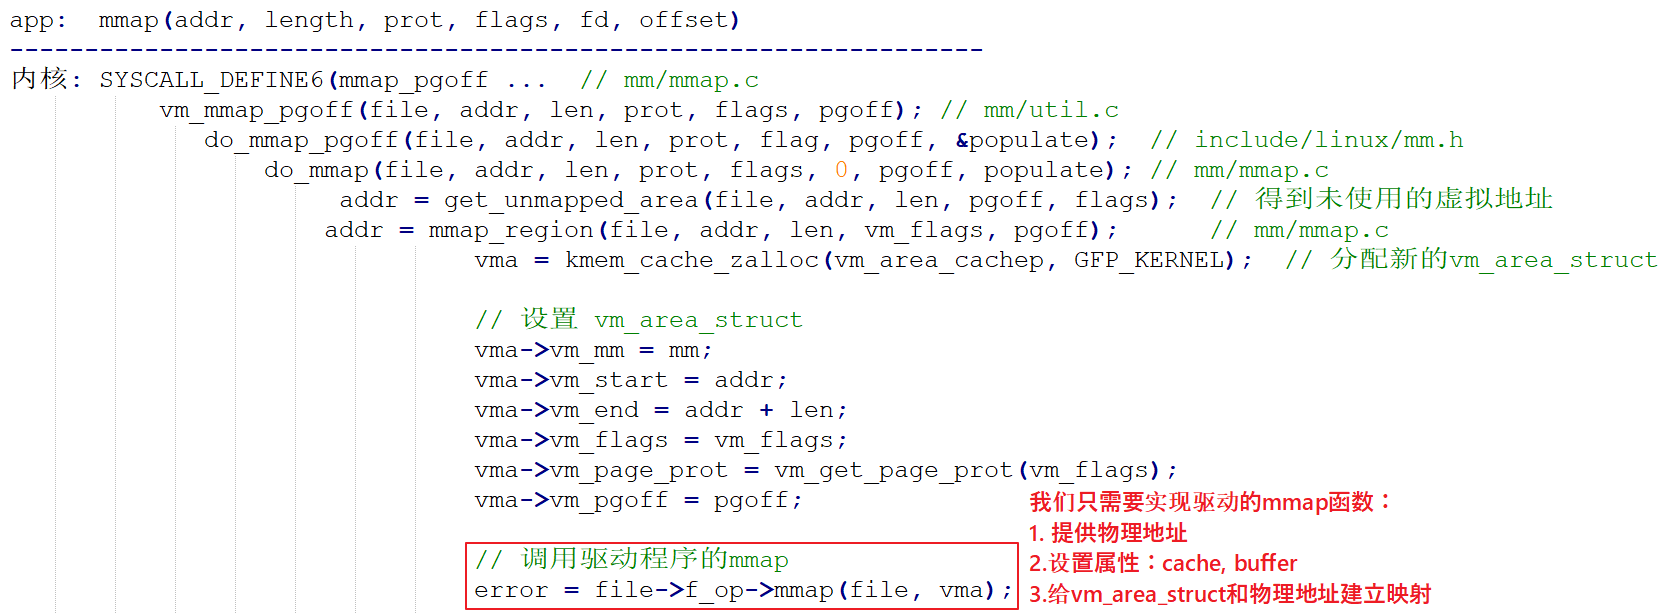 app:  mmap(addr, length, prot, flags, fd, offset)
-----------------------------------------------------------------
内核: SYSCALL_DEFINE6(mmap_pgoff ...  // mm/mmap.c
vm_mmap_pgoff(file, addr, len, prot, flags, pgoff); // mm/util.c
do_mmap_pgoff(file, addr, len, prot, flag, pgoff, &populate);  // include/linux/mm.h
do_mmap(file, addr, len, prot, flags, 0, pgoff, populate); // mm/mmap.c
addr = get_unmapped_area(file, addr, len, pgoff, flags);  // 得到未使用的虚拟地址
addr = mmap_region(file, addr, len, vm_flags, pgoff);      // mm/mmap.c
vma = kmem_cache_zalloc(vm_area_cachep, GFP_KERNEL);  // 分配新的vm_area_struct
// 设置 vm_area_struct
vma->vm_mm = mm;
vma->vm_start = addr;
vma->vm_end = addr + len;
vma->vm_flags = vm_flags;
vma->vm_page_prot = vm_get_page_prot(vm_flags);
vma->vm_pgoff = pgoff;
// 调用驱动程序的mmap
error = file->f_op->mmap(file, vma);
我们只需要实现驱动的mmap函数：
1. 提供物理地址
2.设置属性：cache, buffer
3.给vm_area_struct和物理地址建立映射